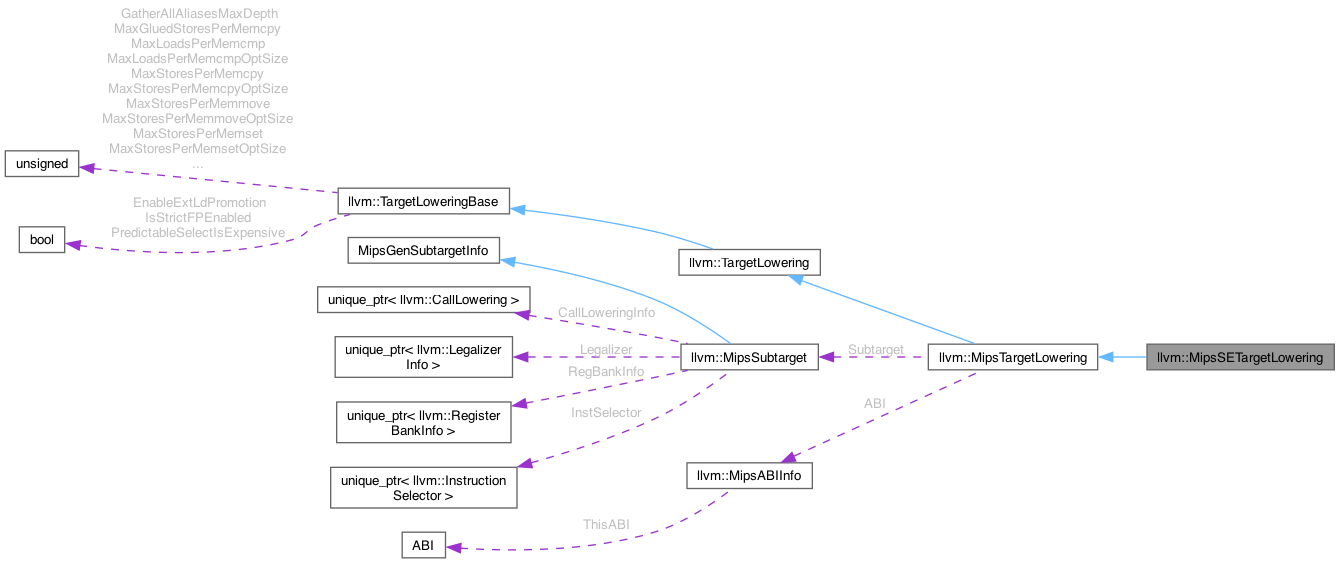 GatherAllAliasesMaxDepth
MaxGluedStoresPerMemcpy
MaxLoadsPerMemcmp
MaxLoadsPerMemcmpOptSize
MaxStoresPerMemcpy
MaxStoresPerMemcpyOptSize
MaxStoresPerMemmove
MaxStoresPerMemmoveOptSize
MaxStoresPerMemset
MaxStoresPerMemsetOptSize
...
unsigned
EnableExtLdPromotion
IsStrictFPEnabled
PredictableSelectIsExpensive
bool
llvm::TargetLoweringBase
MipsGenSubtargetInfo
llvm::TargetLowering
unique_ptr< llvm::CallLowering >
CallLoweringInfo
unique_ptr< llvm::Legalizer
Info >
Legalizer
RegBankInfo
llvm::MipsSubtarget
Subtarget
llvm::MipsTargetLowering
llvm::MipsSETargetLowering
unique_ptr< llvm::Register
BankInfo >
InstSelector
ABI
unique_ptr< llvm::Instruction
Selector >
llvm::MipsABIInfo
ThisABI
ABI